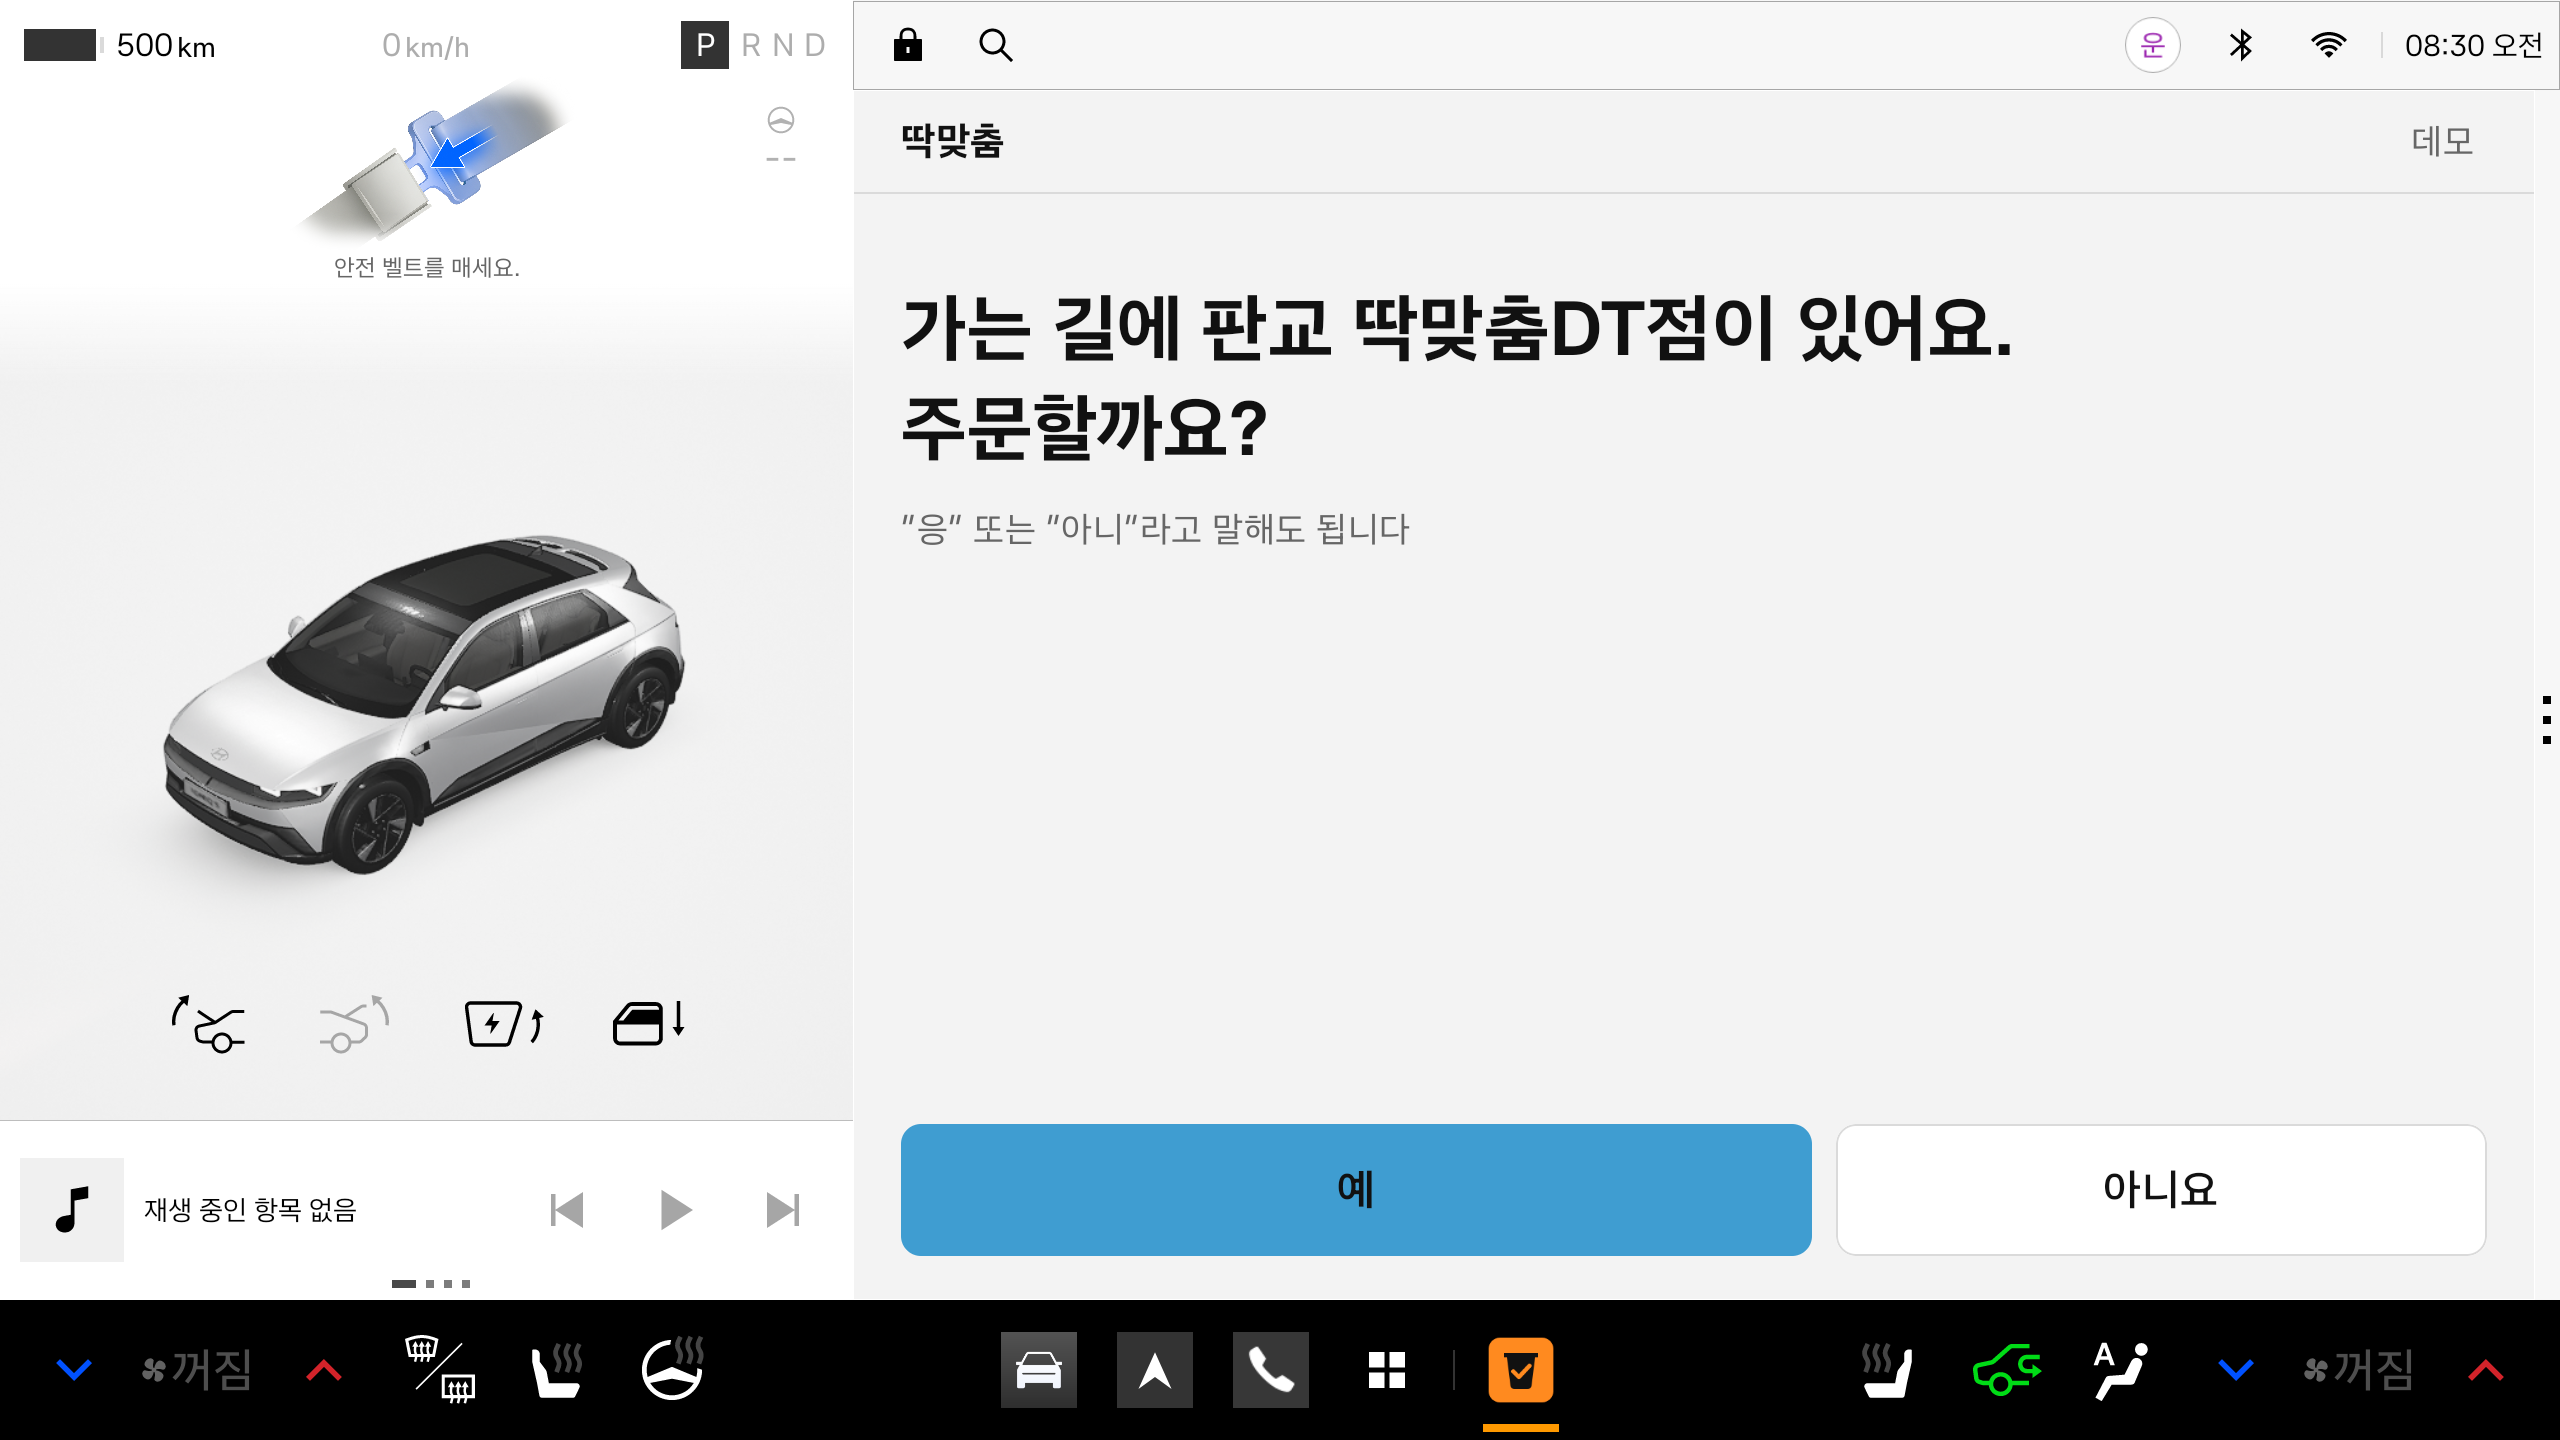 500 km
0 km/h
P R N D
08:30 오전
운
안전 벨트를 매세요.
딱맞춤
데모
가는 길에 판교 딱맞춤DT점이 있어요.
주문할까요?
"응" 또는 "아니"라고 말해도 됩니다
예
아니요
재생 중인 항목 없음
꺼짐
A
꺼짐